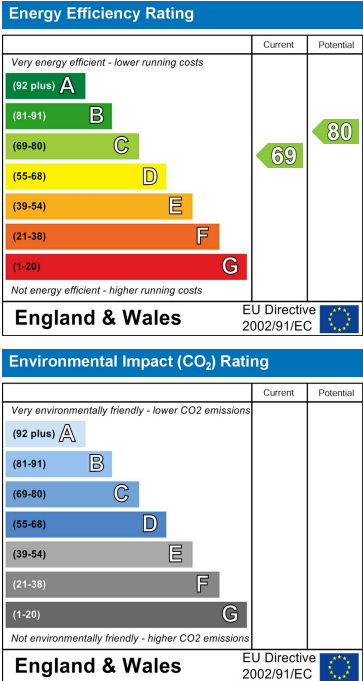 Energy Efficiency Rating
Current Potential
Very energy efficient - lower running costs
(92 plus) A
(81-91) B
(69-80) C
(55-68) D
(39-54) E
(21-38) F
(1-20) G
69
80
Not energy efficient - higher running costs
England & Wales
EU Directive
2002/91/EC
Environmental Impact (CO₂) Rating
Current Potential
Very environmentally friendly - lower CO2 emissions
(92 plus) A
(81-91) B
(69-80) C
(55-68) D
(39-54) E
(21-38) F
(1-20) G
Not environmentally friendly - higher CO2 emissions
England & Wales
EU Directive
2002/91/EC